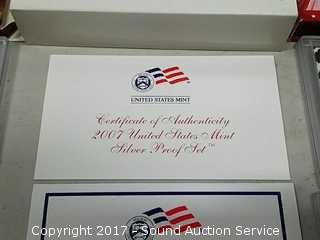 UNITED STATES MINT
Certificate of Authenticity
2007 United States Mint
Silver Proof Set™
Copyright 2017 - Sound Auction Service